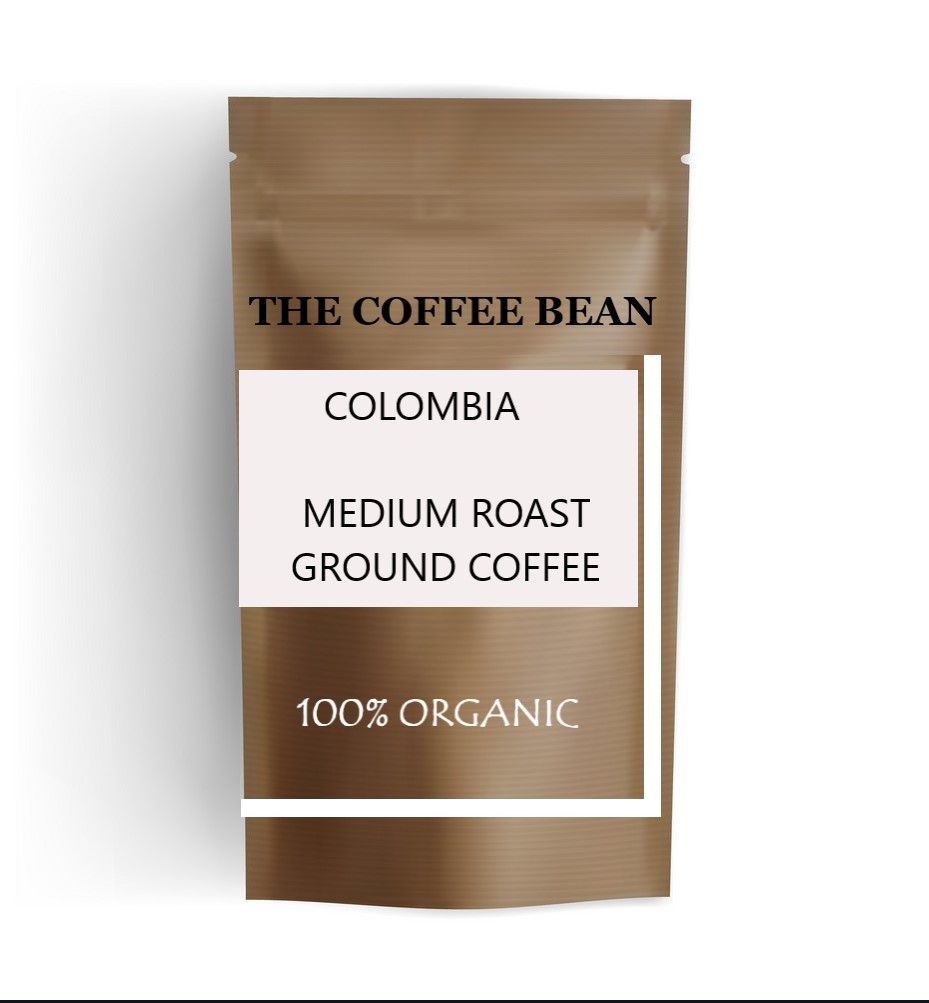 THE COFFEE BEAN
COLOMBIA
MEDIUM ROAST
GROUND COFFEE
100% ORGANIC